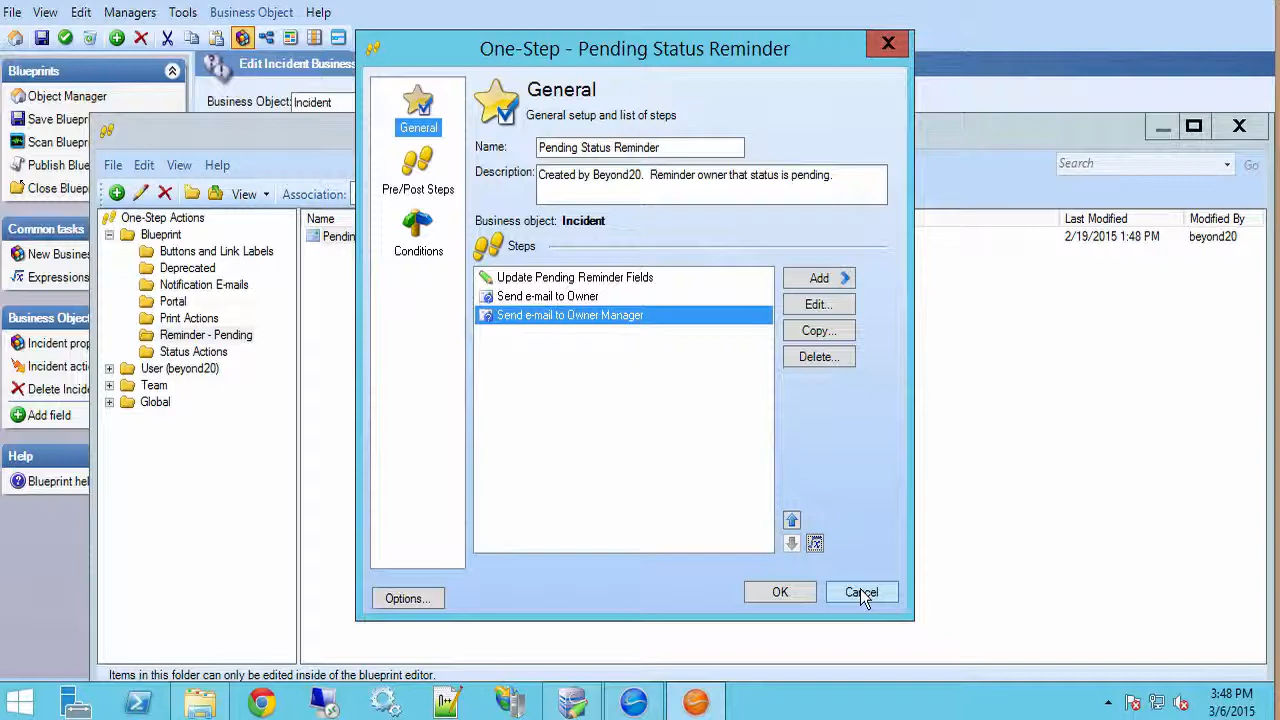 File View Edit Managers Tools Business Object Help
One-Step - Pending Status Reminder
Blueprints
Edit Incident Business
Object Manager
Business Object: Incident
Save Bluepr
Scan Bluepr
Publish Blue
Close Bluep
Common tasks
New Busine
Expressions
Business Obje
Incident prop
Incident acti
Delete Incide
Add field
Help
Blueprint hel
File Edit View Help
View
Association:
Search
Go
One-Step Actions
Blueprint
Buttons and Link Labels
Deprecated
Notification E-mails
Portal
Print Actions
Reminder - Pending
Status Actions
User (beyond20)
Team
Global
Name
Last Modified
Modified By
Pendin
2/19/2015 1:48 PM
beyond20
General
Pre/Post Steps
Conditions
General
General setup and list of steps
Name: Pending Status Reminder
Description: Created by Beyond20. Reminder owner that status is pending.
Business object: Incident
Steps
Update Pending Reminder Fields
Send e-mail to Owner
Send e-mail to Owner Manager
Add
Edit...
Copy...
Delete...
Options...
OK
Cancel
Items in this folder can only be edited inside of the blueprint editor.
3:48 PM
3/6/2015